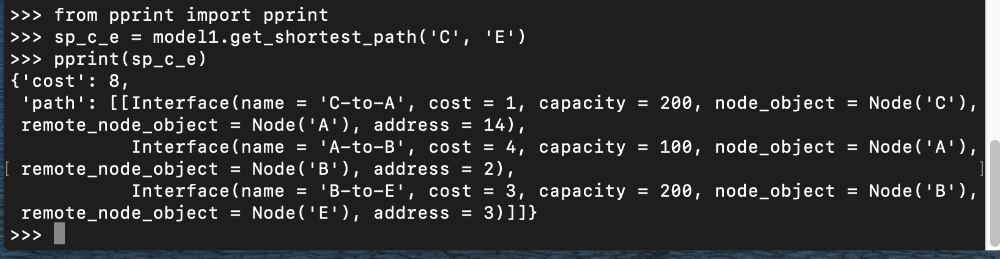 >>> from pprint import pprint
>>> sp_c_e = model1.get_shortest_path('C', 'E')
>>> pprint(sp_c_e)
{'cost': 8,
 'path': [[Interface(name = 'C-to-A', cost = 1, capacity = 200, node_object = Node('C'),
 remote_node_object = Node('A'), address = 14),
           Interface(name = 'A-to-B', cost = 4, capacity = 100, node_object = Node('A'),
[ remote_node_object = Node('B'), address = 2), ]
           Interface(name = 'B-to-E', cost = 3, capacity = 200, node_object = Node('B'),
 remote_node_object = Node('E'), address = 3)]]}
>>>